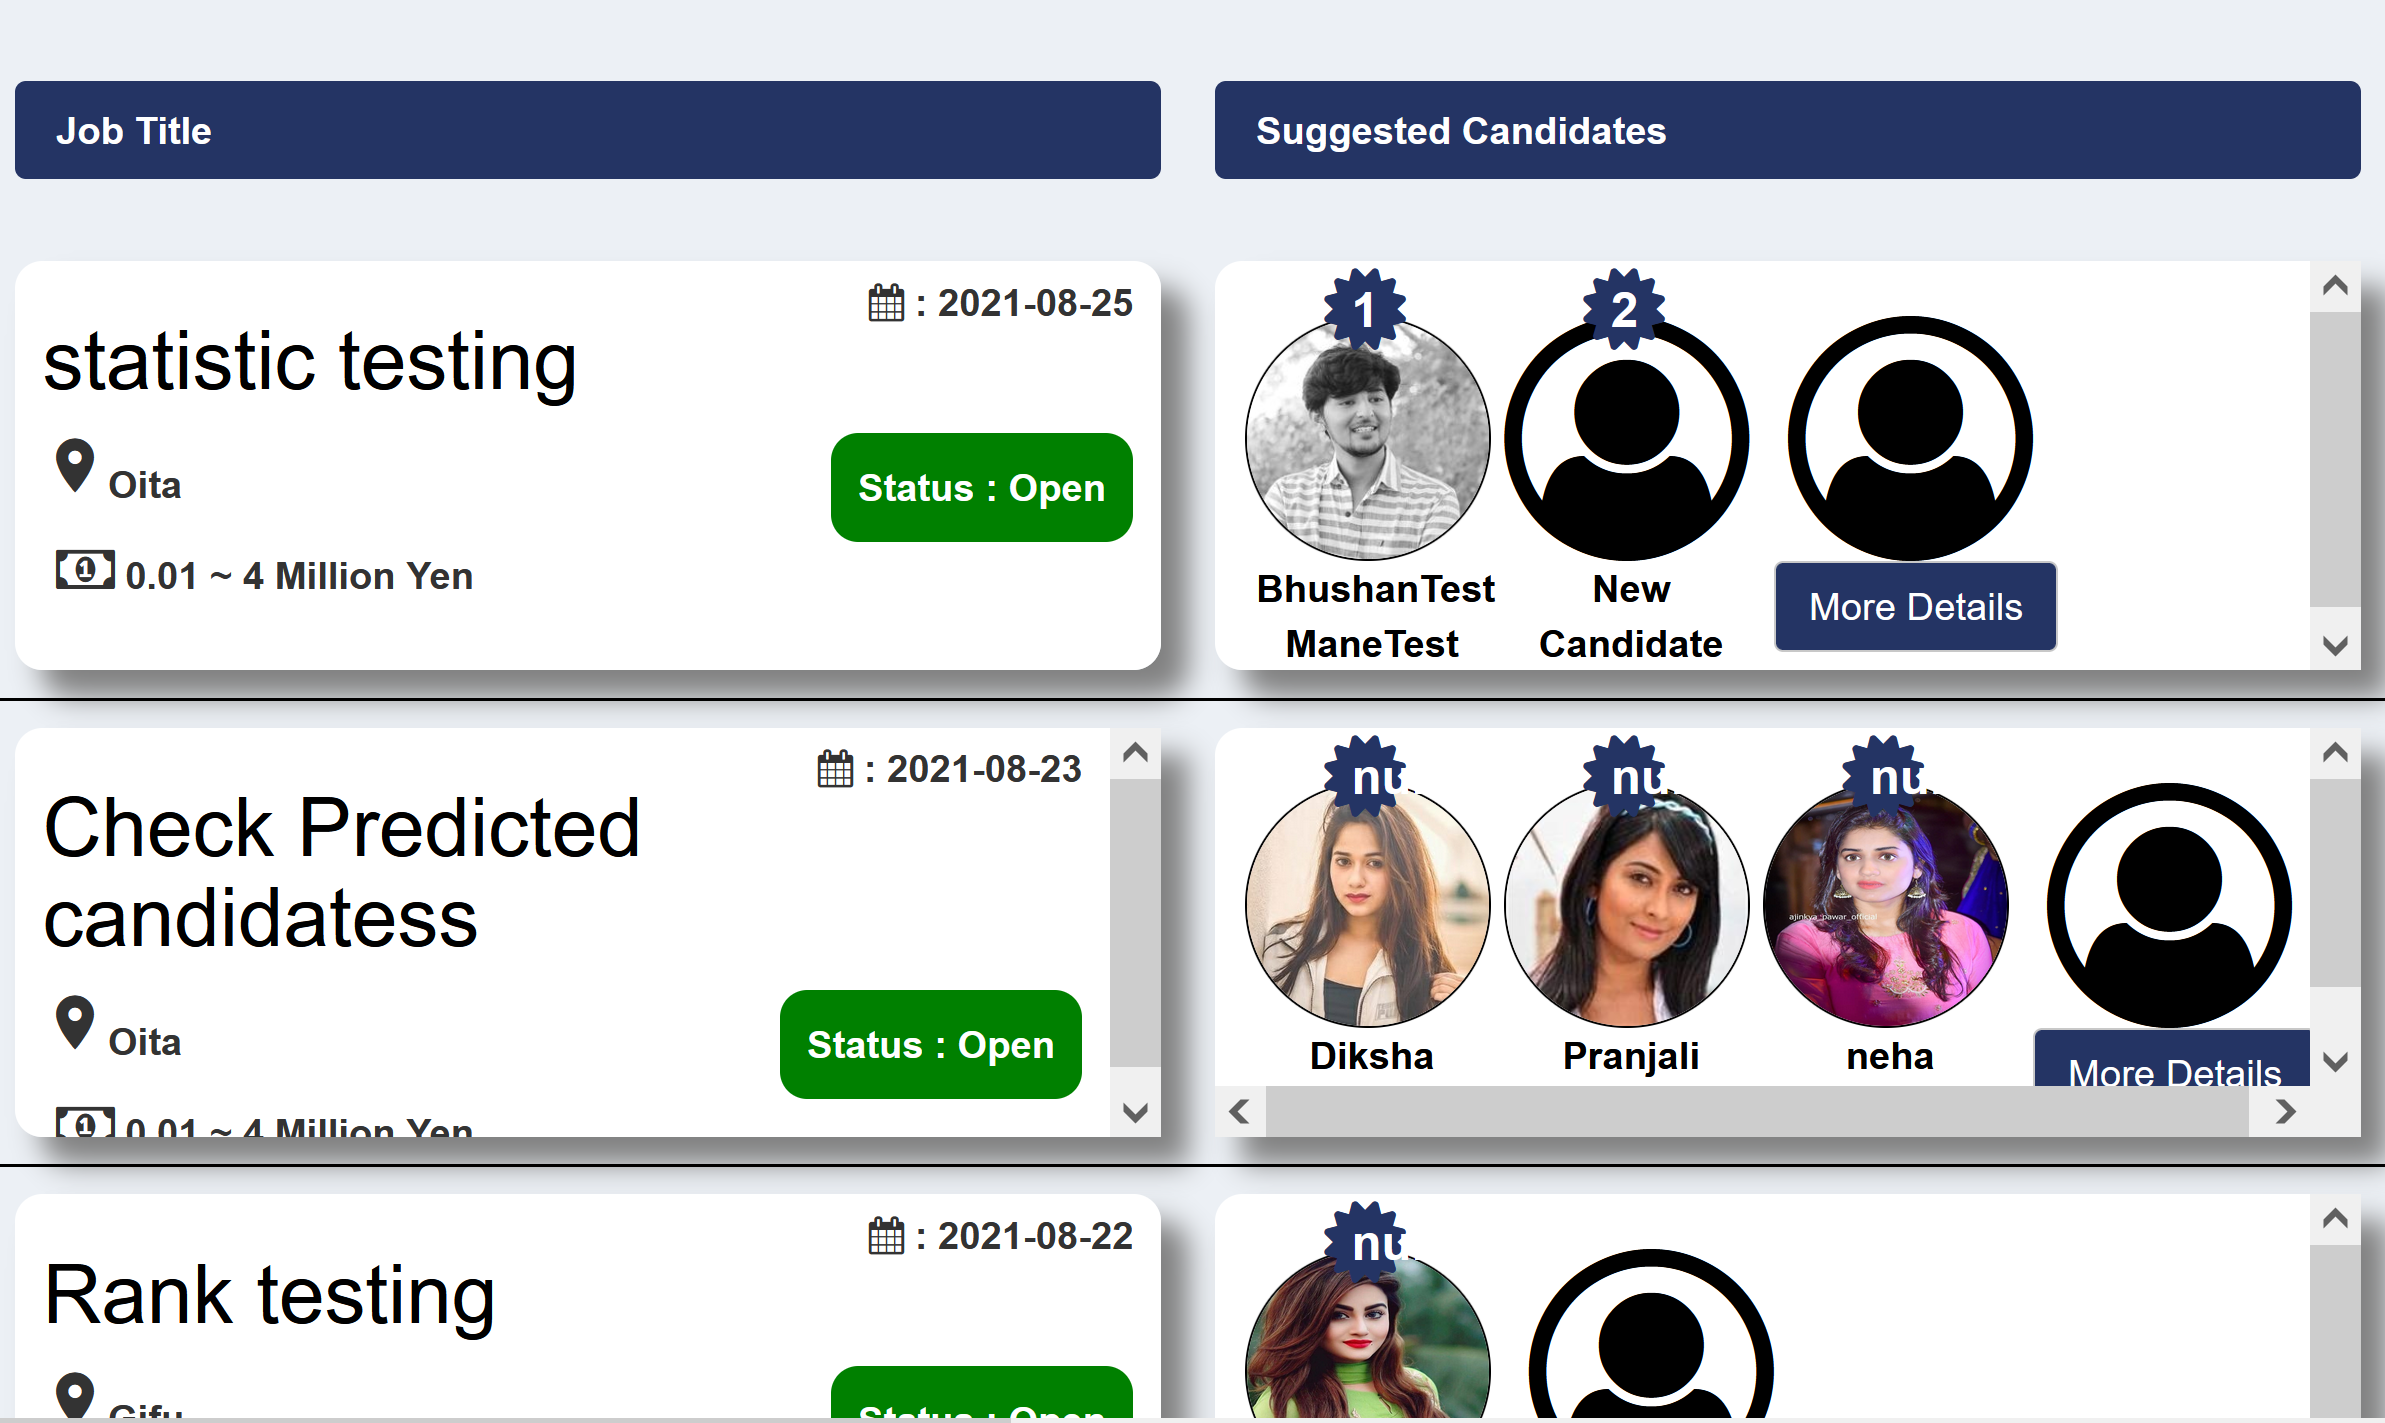 Job Title
Suggested Candidates
: 2021-08-25
statistic testing
Oita
Status : Open
0.01 ~ 4 Million Yen
1
2
BhushanTest
ManeTest
New
Candidate
More Details
: 2021-08-23
Check Predicted
candidatess
Oita
Status : Open
0.01 ~ 4 Million Yen
nu
nu
nu
ajinkya_pawar_official
Diksha
Pranjali
neha
More Details
: 2021-08-22
Rank testing
Gifu
Status : Open
nu